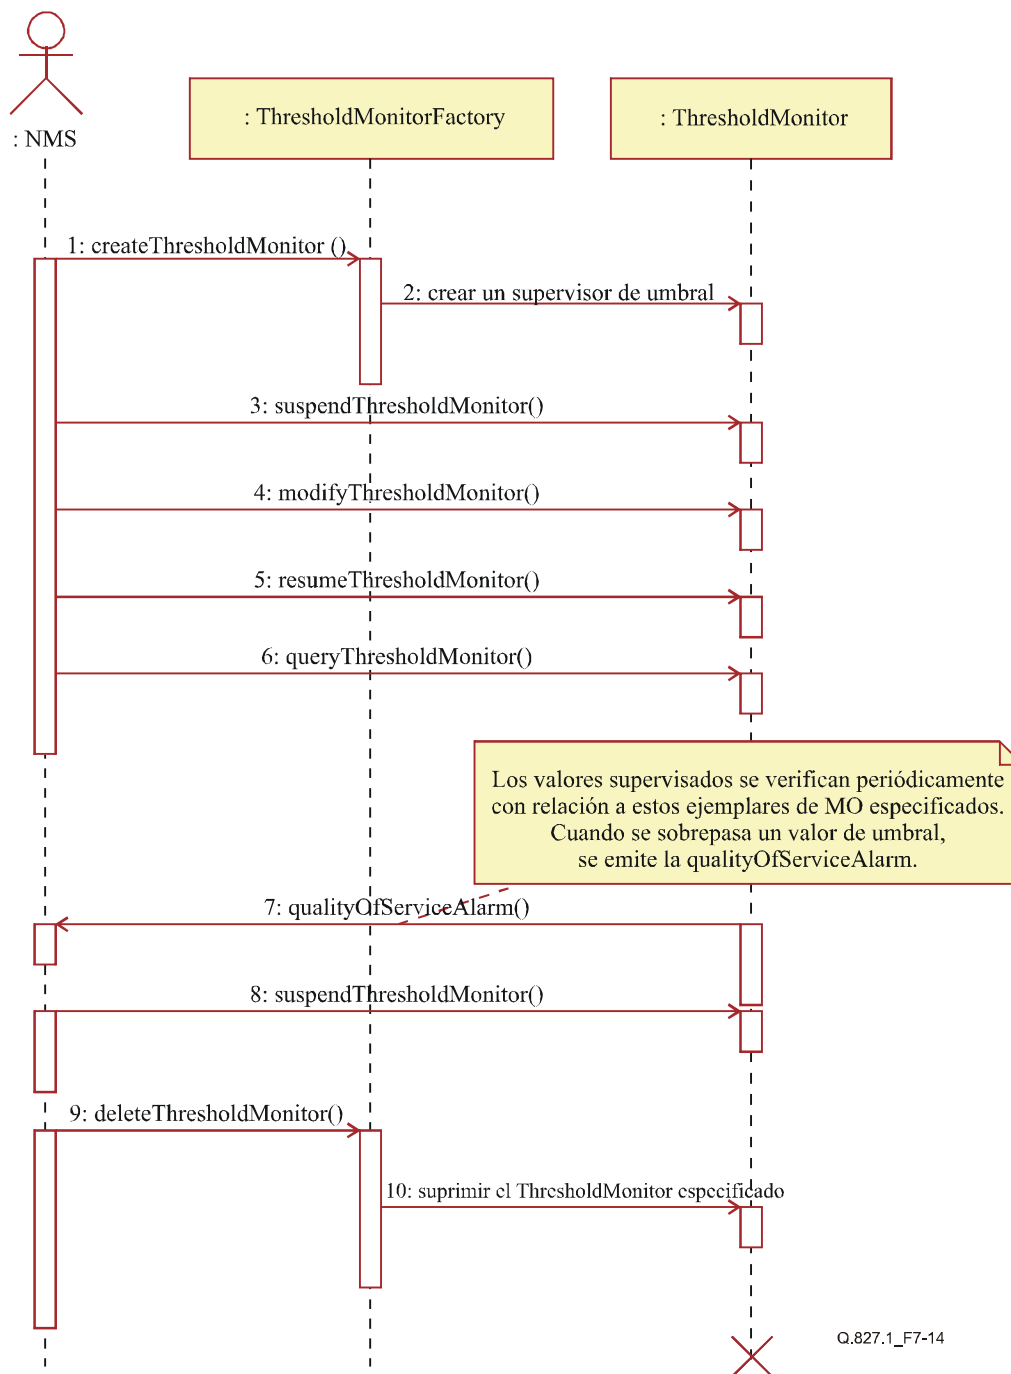 : NMS
: ThresholdMonitorFactory
: ThresholdMonitor
1: createThresholdMonitor ()
2: crear un supervisor de umbral
3: suspendThresholdMonitor()
4: modifyThresholdMonitor()
5: resumeThresholdMonitor()
6: queryThresholdMonitor()
Los valores supervisados se verifican periódicamente
con relación a estos ejemplares de MO especificados.
Cuando se sobrepasa un valor de umbral,
se emite la qualityOfServiceAlarm.
7: qualityOfServiceAlarm()
8: suspendThresholdMonitor()
9: deleteThresholdMonitor()
10: suprimir el ThresholdMonitor especificado
Q.827.1_F7-14